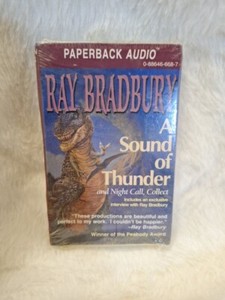 PAPERBACK AUDIO™
0-88646-868-7
RAY BRADBURY
A
Sound
of
Thunder
and Night Call, Collect
Includes an exclusive
interview with Ray Bradbury
"These productions are beautiful and
perfect to my work. I couldn't be happier."
-Ray Bradbury
Winner of the Peabody Award